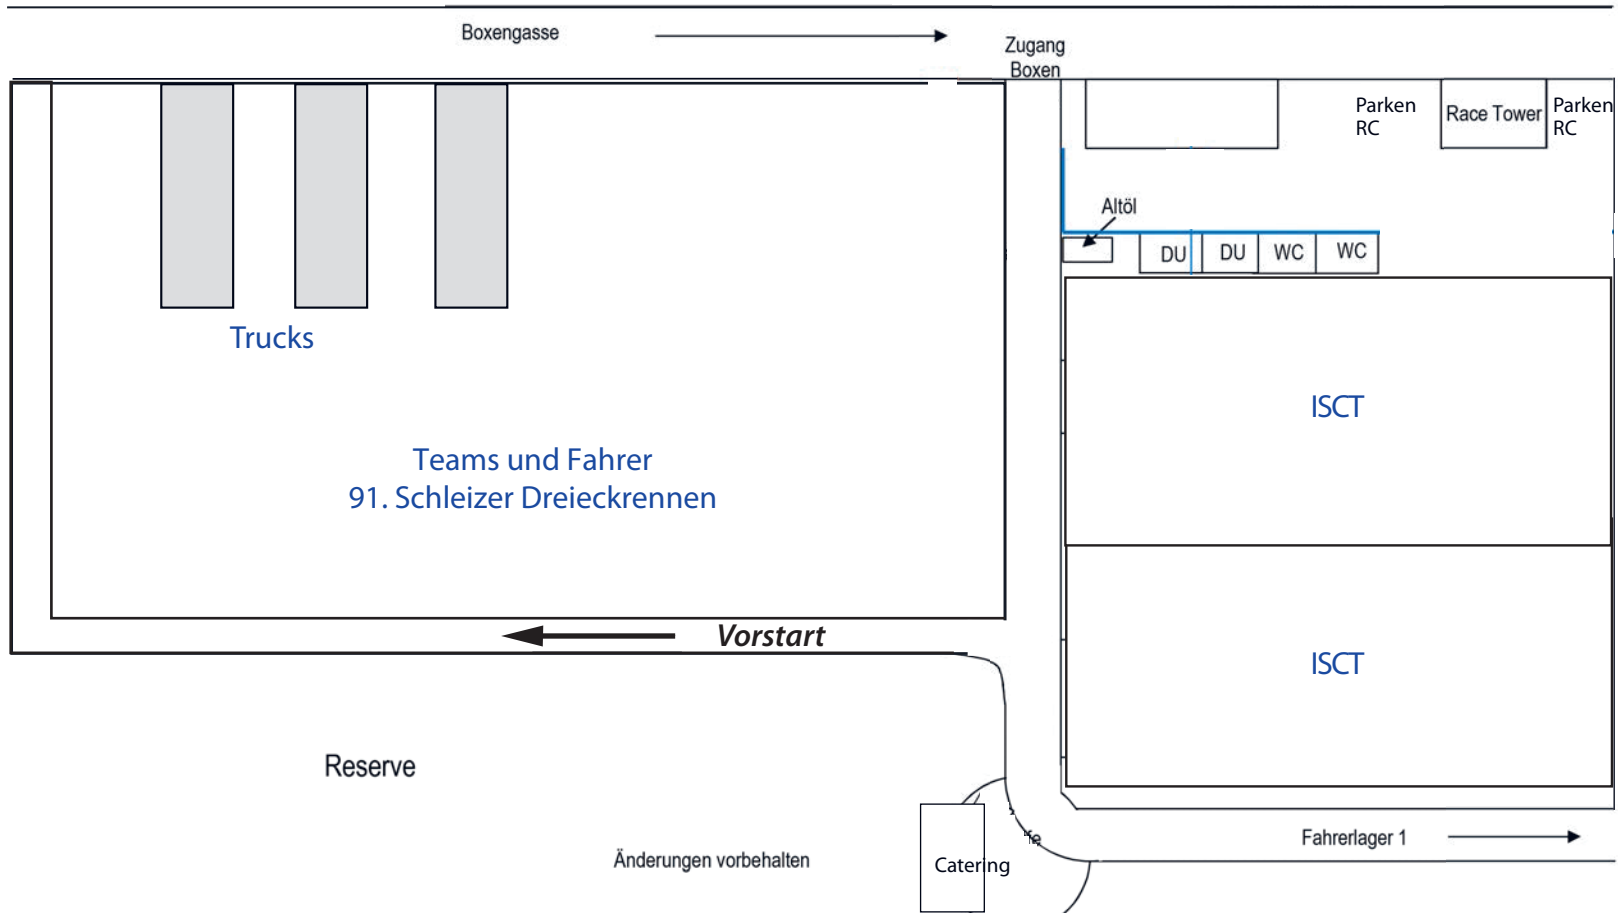 Boxengasse
Zugang
Boxen
Parken
RC
Race Tower
Parken
RC
Altöl
DU
DU
WC
WC
Trucks
ISCT
Teams und Fahrer
91. Schleizer Dreieckrennen
Vorstart
ISCT
Reserve
Fahrerlager 1
Änderungen vorbehalten
Catering